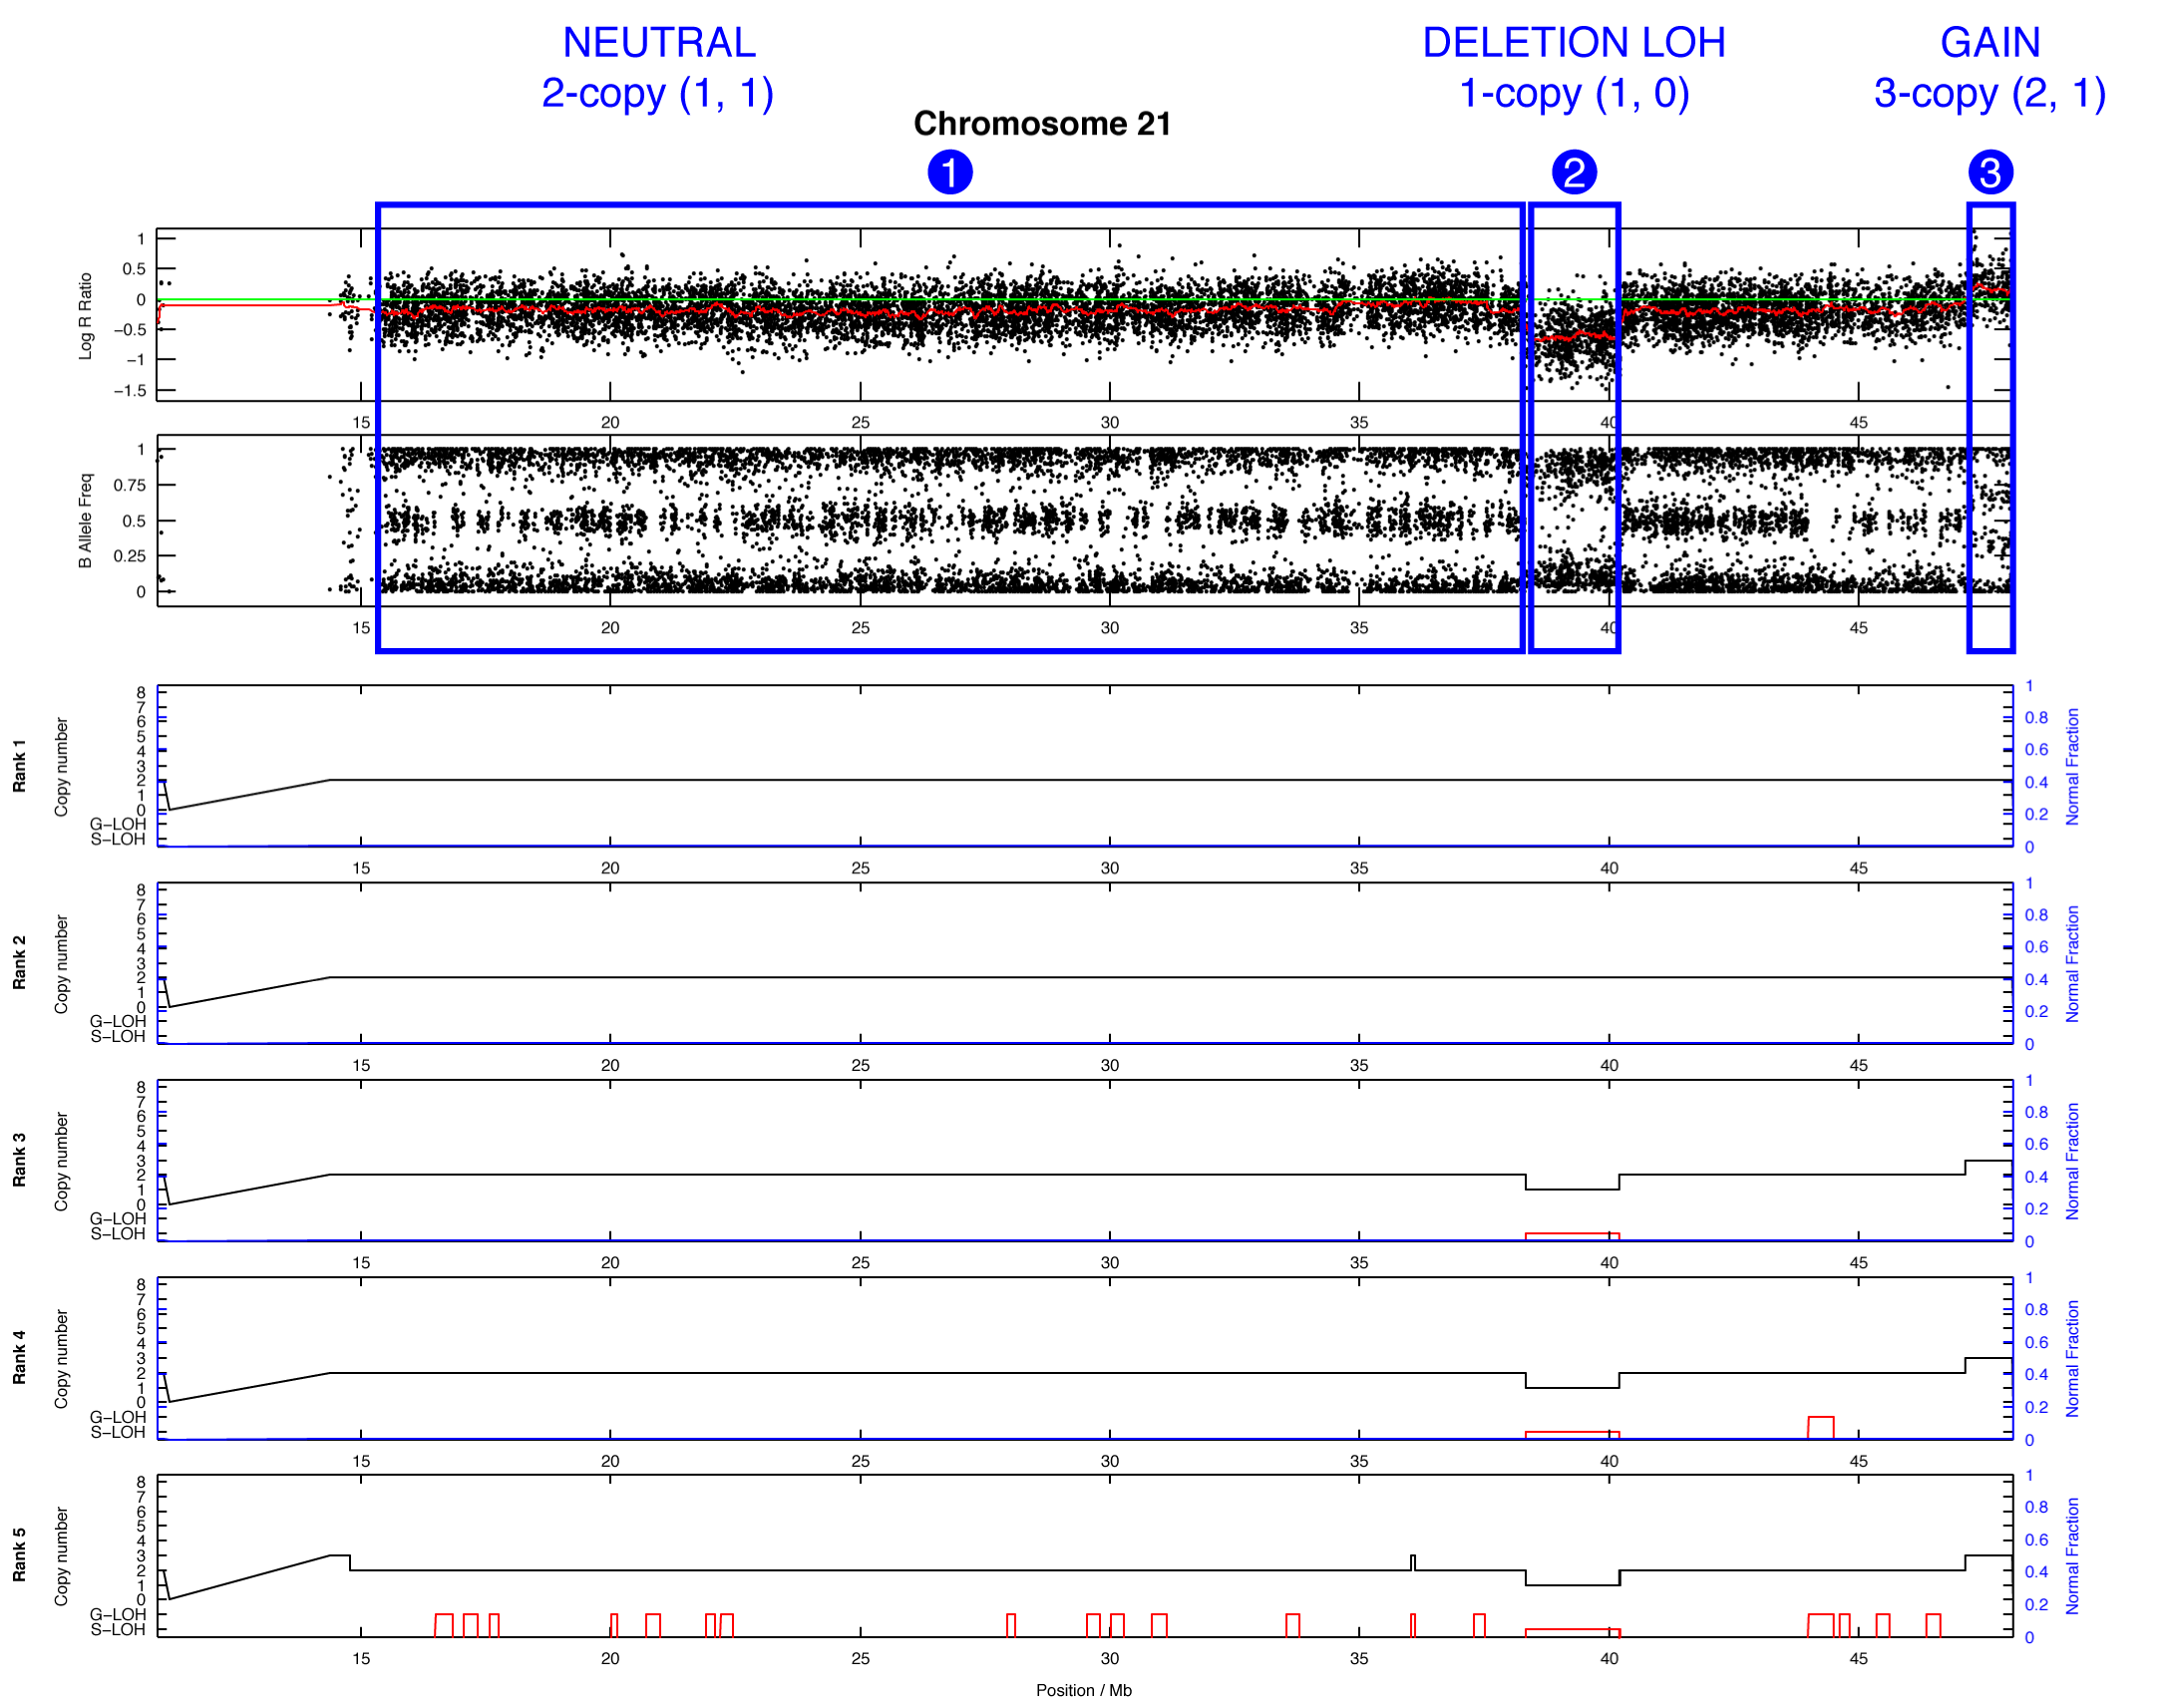 NEUTRAL
2-copy (1, 1)
DELETION LOH
1-copy (1, 0)
GAIN
3-copy (2, 1)
Chromosome 21
1
2
3
Log R Ratio
1
0.5
0
−0.5
−1
−1.5
15 20 25 30 35 40 45
B Allele Freq
1
0.75
0.5
0.25
0
15 20 25 30 35 40 45
Rank 1
Copy number
8
7
6
5
4
3
2
1
0
G−LOH
S−LOH
1
0.8
0.6
0.4
0.2
0
Normal Fraction
15 20 25 30 35 40 45
Rank 2
Copy number
8
7
6
5
4
3
2
1
0
G−LOH
S−LOH
1
0.8
0.6
0.4
0.2
0
Normal Fraction
15 20 25 30 35 40 45
Rank 3
Copy number
8
7
6
5
4
3
2
1
0
G−LOH
S−LOH
1
0.8
0.6
0.4
0.2
0
Normal Fraction
15 20 25 30 35 40 45
Rank 4
Copy number
8
7
6
5
4
3
2
1
0
G−LOH
S−LOH
1
0.8
0.6
0.4
0.2
0
Normal Fraction
15 20 25 30 35 40 45
Rank 5
Copy number
8
7
6
5
4
3
2
1
0
G−LOH
S−LOH
1
0.8
0.6
0.4
0.2
0
Normal Fraction
15 20 25 30 35 40 45
Position / Mb